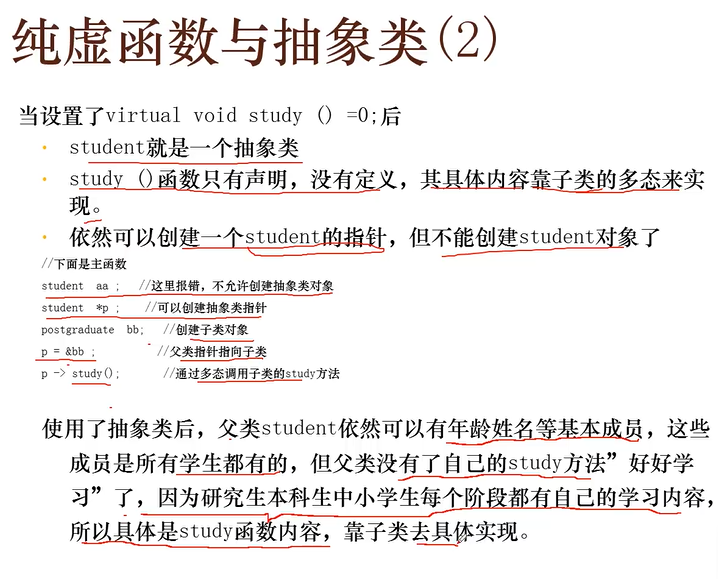 纯虚函数与抽象类(2)
当设置了virtual void study () =0;后
· student就是一个抽象类
· study ()函数只有声明，没有定义，其具体内容靠子类的多态来实
现。
· 依然可以创建一个student的指针，但不能创建student对象了
//下面是主函数
student aa ; //这里报错，不允许创建抽象类对象
student *p ; //可以创建抽象类指针
postgraduate bb; //创建子类对象
p = &bb ; //父类指针指向子类
p -> study(); //通过多态调用子类的study方法
使用了抽象类后，父类student依然可以有年龄姓名等基本成员，这些
成员是所有学生都有的，但父类没有了自己的study方法”好好学
习”了，因为研究生本科生中小学生每个阶段都有自己的学习内容，
所以具体是study函数内容，靠子类去具体实现。